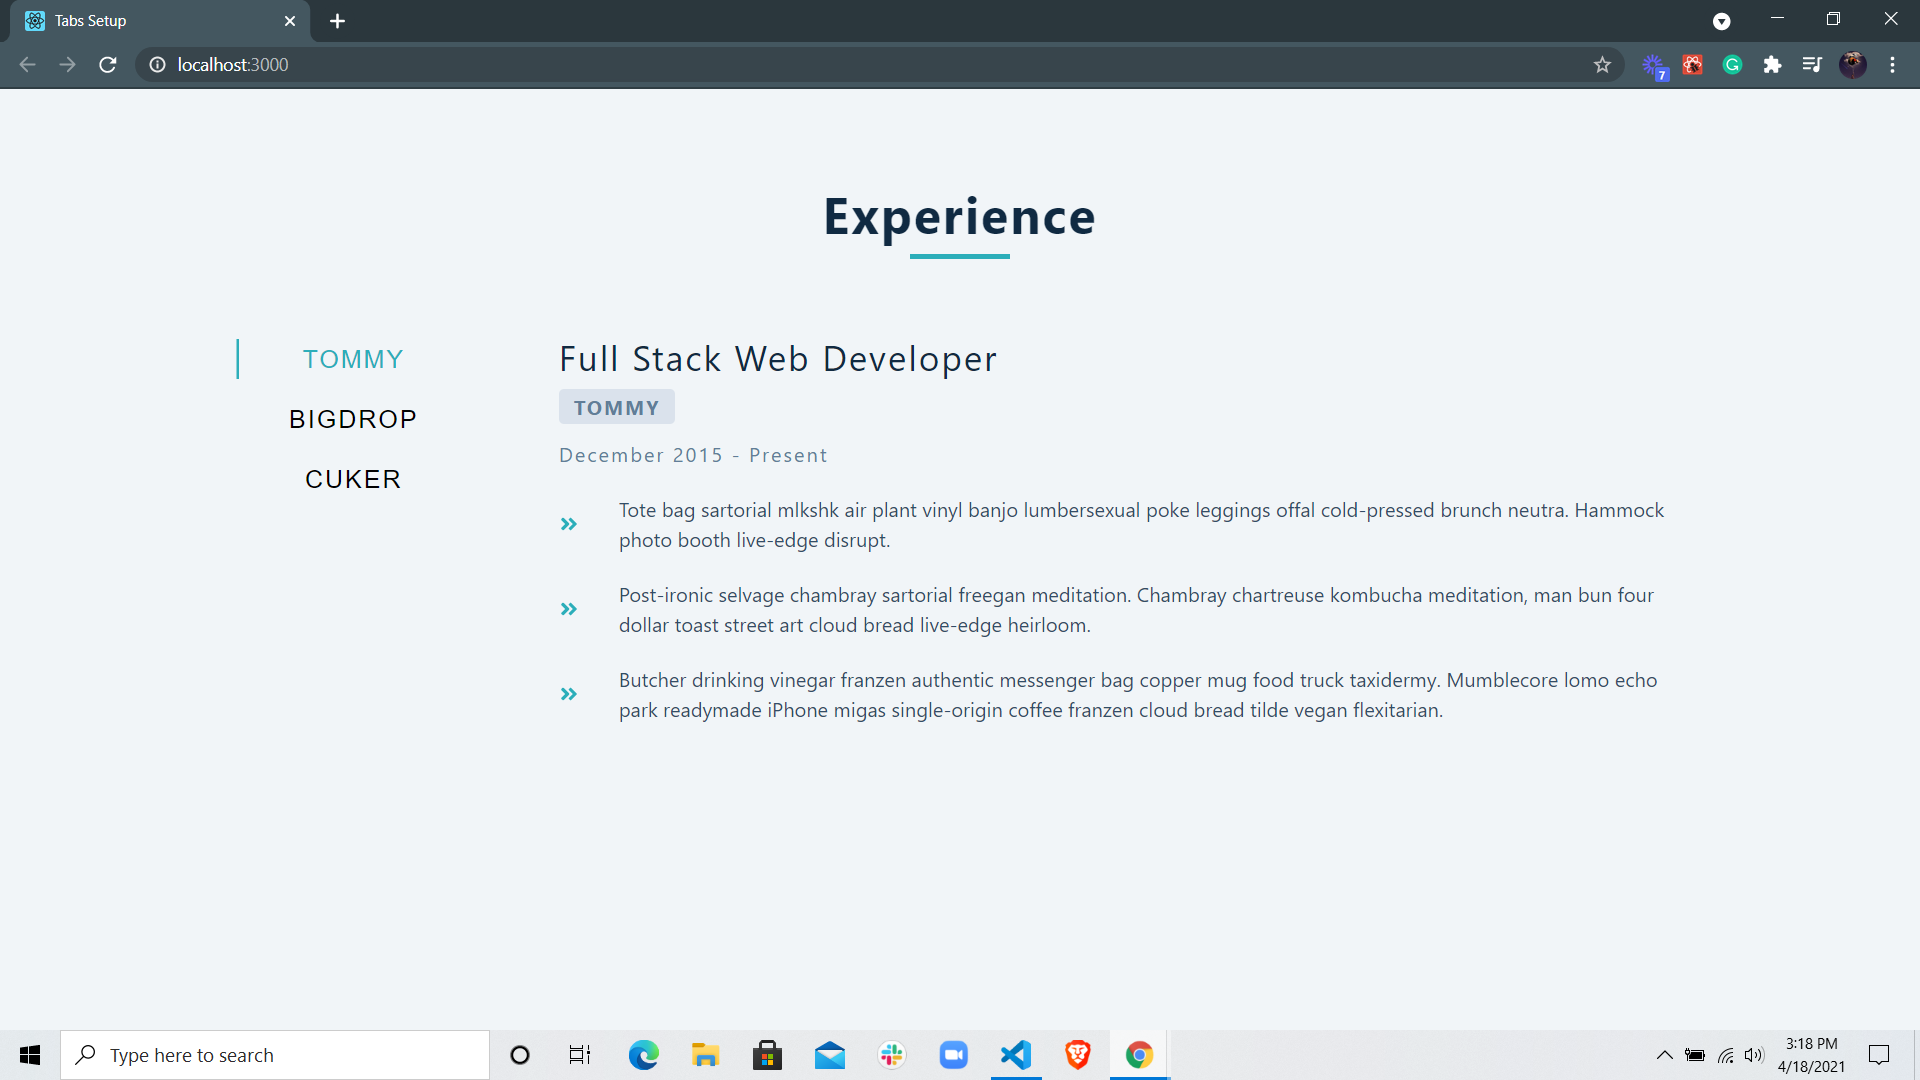 Tabs Setup
localhost:3000
7
Experience
TOMMY
BIGDROP
CUKER
Full Stack Web Developer
TOMMY
December 2015 - Present
Tote bag sartorial mlkshk air plant vinyl banjo lumbersexual poke leggings offal cold-pressed brunch neutra. Hammock
photo booth live-edge disrupt.
Post-ironic selvage chambray sartorial freegan meditation. Chambray chartreuse kombucha meditation, man bun four
dollar toast street art cloud bread live-edge heirloom.
Butcher drinking vinegar franzen authentic messenger bag copper mug food truck taxidermy. Mumblecore lomo echo
park readymade iPhone migas single-origin coffee franzen cloud bread tilde vegan flexitarian.
Type here to search
3:18 PM
4/18/2021